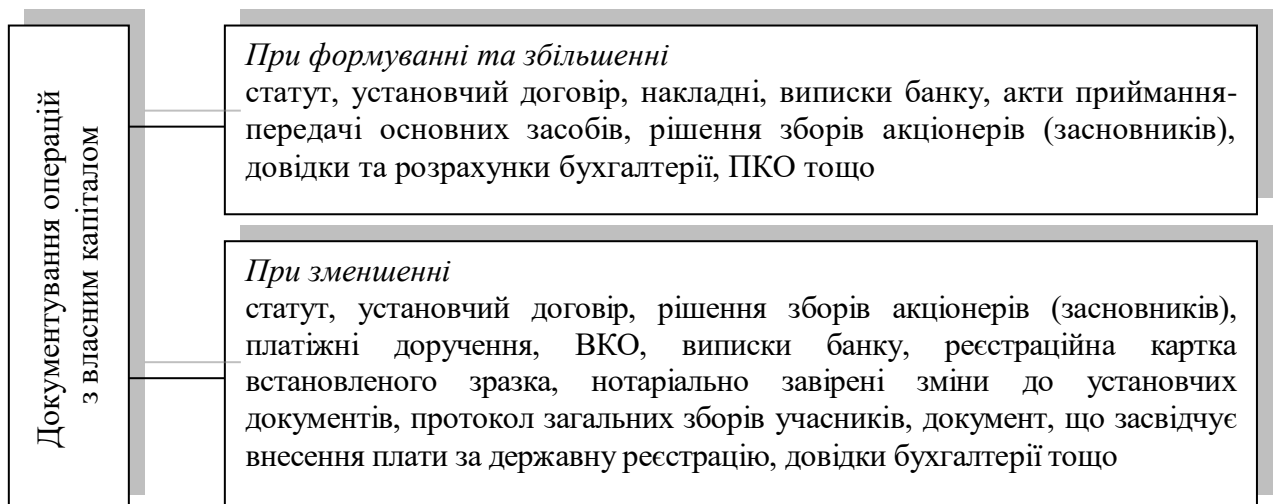 Документування операцій
з власним капіталом
При формуванні та збільшенні
статут, установчий договір, накладні, виписки банку, акти приймання-
передачі основних засобів, рішення зборів акціонерів (засновників),
довідки та розрахунки бухгалтерії, ПКО тощо
При зменшенні
статут, установчий договір, рішення зборів акціонерів (засновників),
платіжні доручення, ВКО, виписки банку, реєстраційна картка
встановленого зразка, нотаріально завірені зміни до установчих
документів, протокол загальних зборів учасників, документ, що засвідчує
внесення плати за державну реєстрацію, довідки бухгалтерії тощо